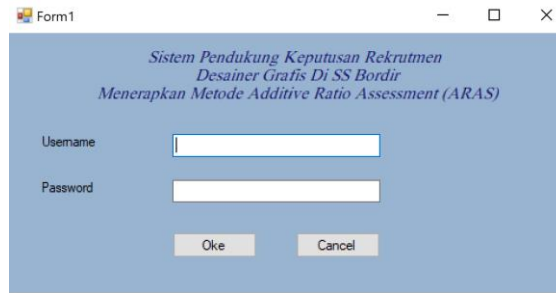 Form1
Sistem Pendukung Keputusan Rekrutmen
Desainer Grafis Di SS Bordir
Menerapkan Metode Additive Ratio Assessment (ARAS)
Username
Password
Oke Cancel